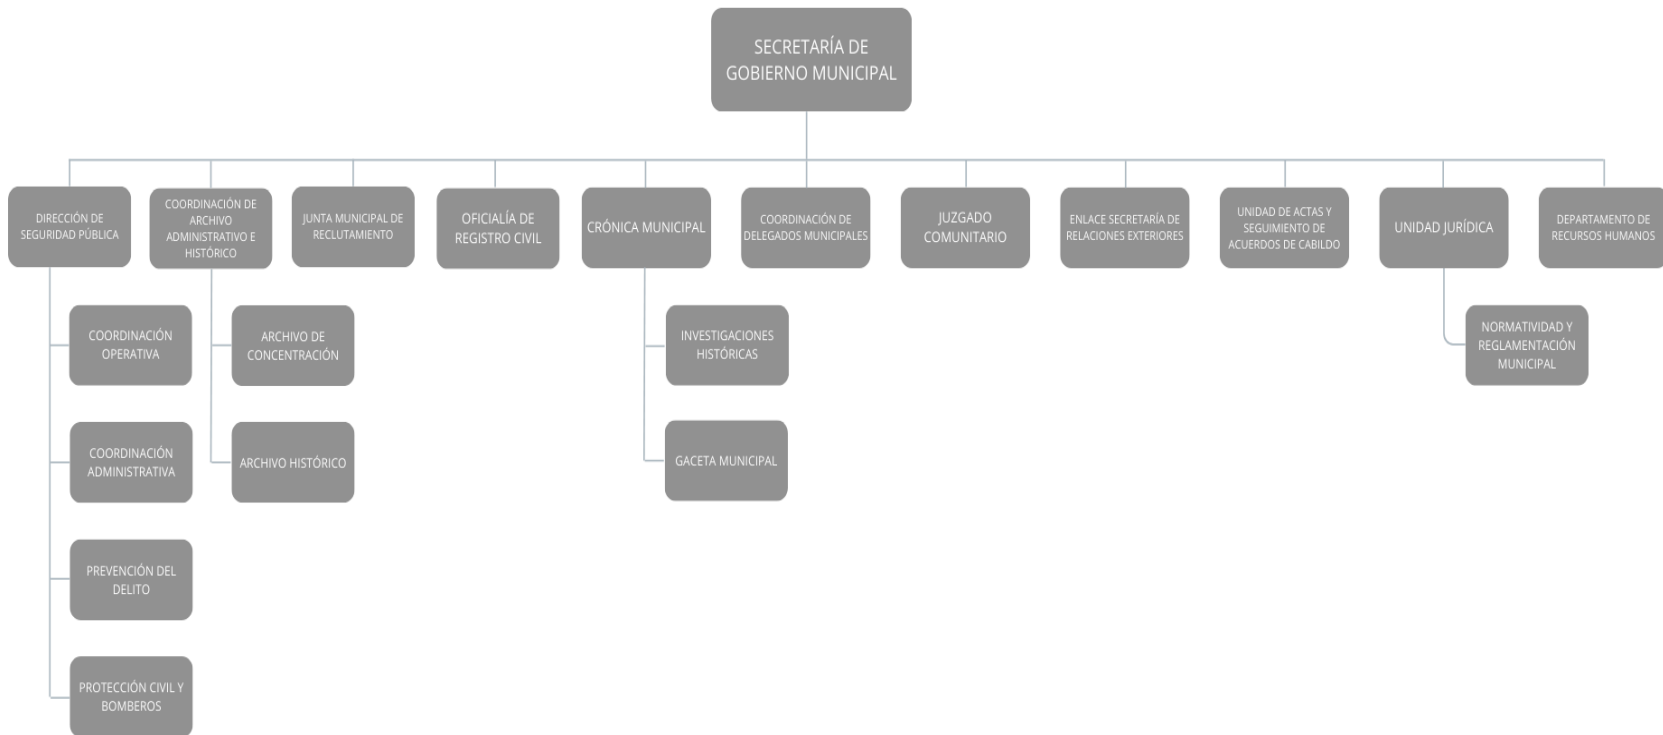 SECRETARÍA DE
GOBIERNO MUNICIPAL
DIRECCIÓN DE
SEGURIDAD PÚBLICA
COORDINACIÓN DE
ARCHIVO
ADMINISTRATIVO E
HISTÓRICO
JUNTA MUNICIPAL DE
RECLUTAMIENTO
OFICIALÍA DE
REGISTRO CIVIL
CRÓNICA MUNICIPAL
COORDINACIÓN DE
DELEGADOS MUNICIPALES
JUZGADO
COMUNITARIO
ENLACE SECRETARÍA DE
RELACIONES EXTERIORES
UNIDAD DE ACTAS Y
SEGUIMIENTO DE
ACUERDOS DE CABILDO
UNIDAD JURÍDICA
DEPARTAMENTO DE
RECURSOS HUMANOS
COORDINACIÓN
OPERATIVA
ARCHIVO DE
CONCENTRACIÓN
INVESTIGACIONES
HISTÓRICAS
NORMATIVIDAD Y
REGLAMENTACIÓN
MUNICIPAL
COORDINACIÓN
ADMINISTRATIVA
ARCHIVO HISTÓRICO
GACETA MUNICIPAL
PREVENCIÓN DEL
DELITO
PROTECCIÓN CIVIL Y
BOMBEROS